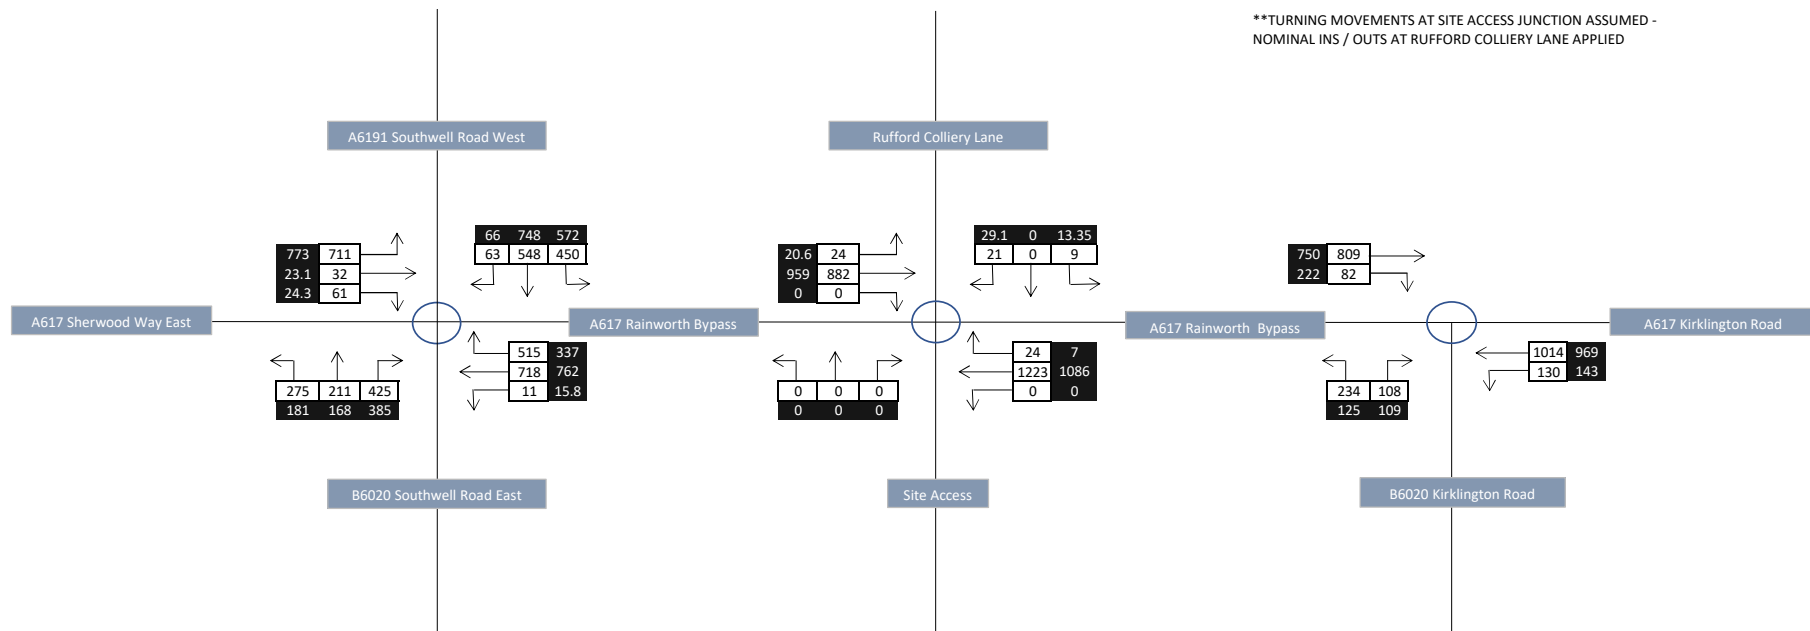 **TURNING MOVEMENTS AT SITE ACCESS JUNCTION ASSUMED -
NOMINAL INS / OUTS AT RUFFORD COLLIERY LANE APPLIED
A6191 Southwell Road West
Rufford Colliery Lane
66 748 572
63 548 450
773 711
23.1 32
24.3 61
20.6 24
959 882
0 0
29.1 0 13.35
21 0 9
750 809
222 82
A617 Sherwood Way East
A617 Rainworth Bypass
A617 Rainworth Bypass
A617 Kirklington Road
275 211 425
181 168 385
515 337
718 762
11 15.8
0 0 0
0 0 0
24 7
1223 1086
0 0
234 108
125 109
1014 969
130 143
B6020 Southwell Road East
Site Access
B6020 Kirklington Road